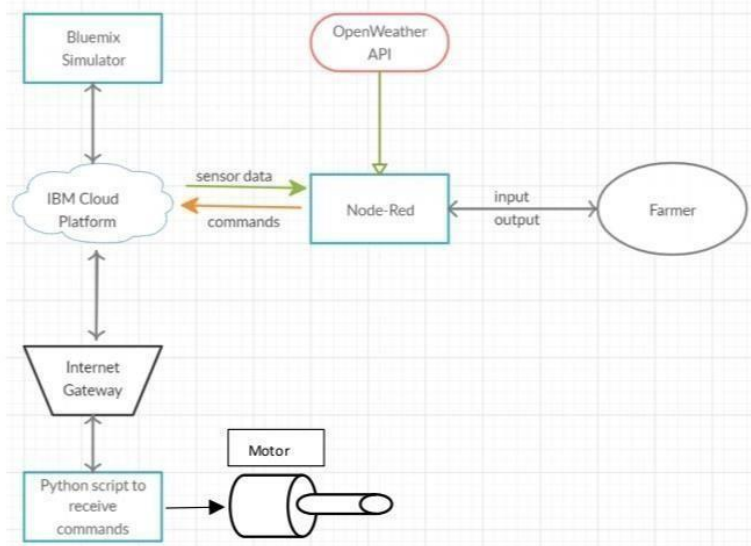 Bluemix
Simulator
OpenWeather
API
IBM Cloud
Platform
sensor data
commands
Node-Red
input
output
Farmer
Internet
Gateway
Motor
Python script to
receive
commands